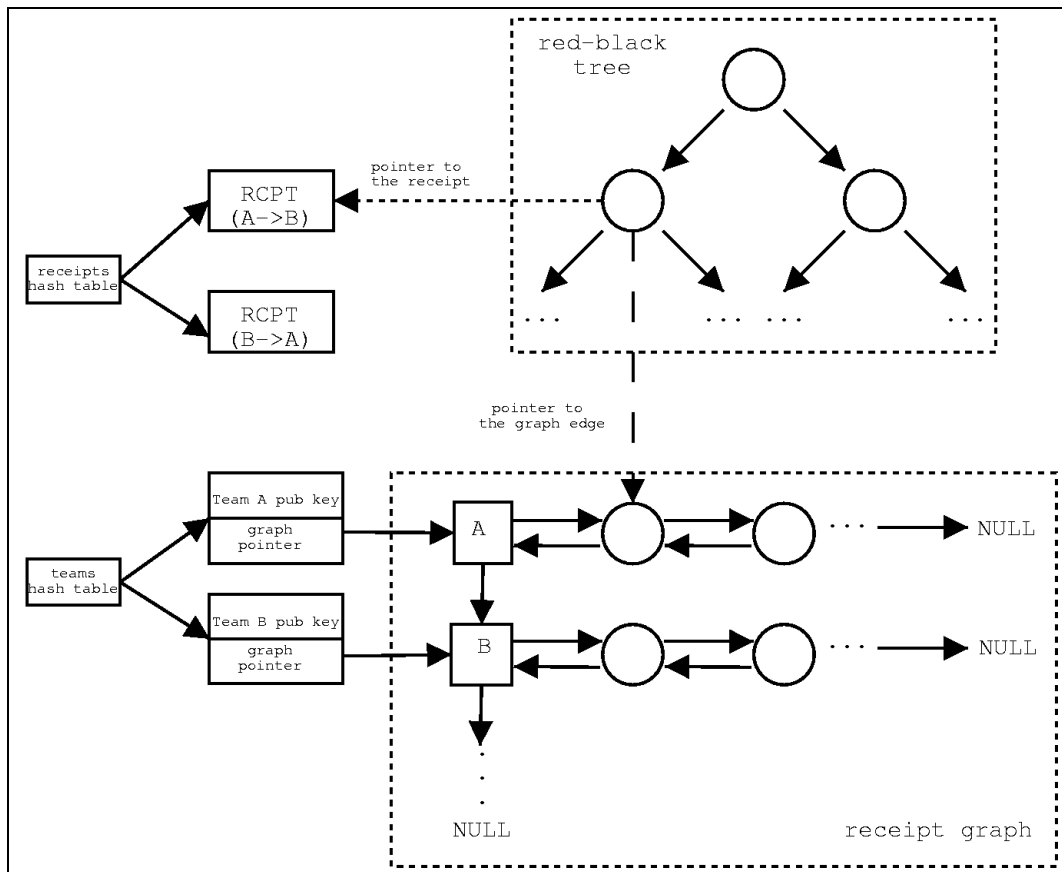 red-black
tree
pointer to
the receipt
RCPT
(A->B)
receipts
hash table
RCPT
(B->A)
... ... ... ...
pointer to
the graph edge
Team A pub key
graph
pointer
A
...
NULL
teams
hash table
Team B pub key
graph
pointer
B
...
NULL
.
.
.
NULL
receipt graph